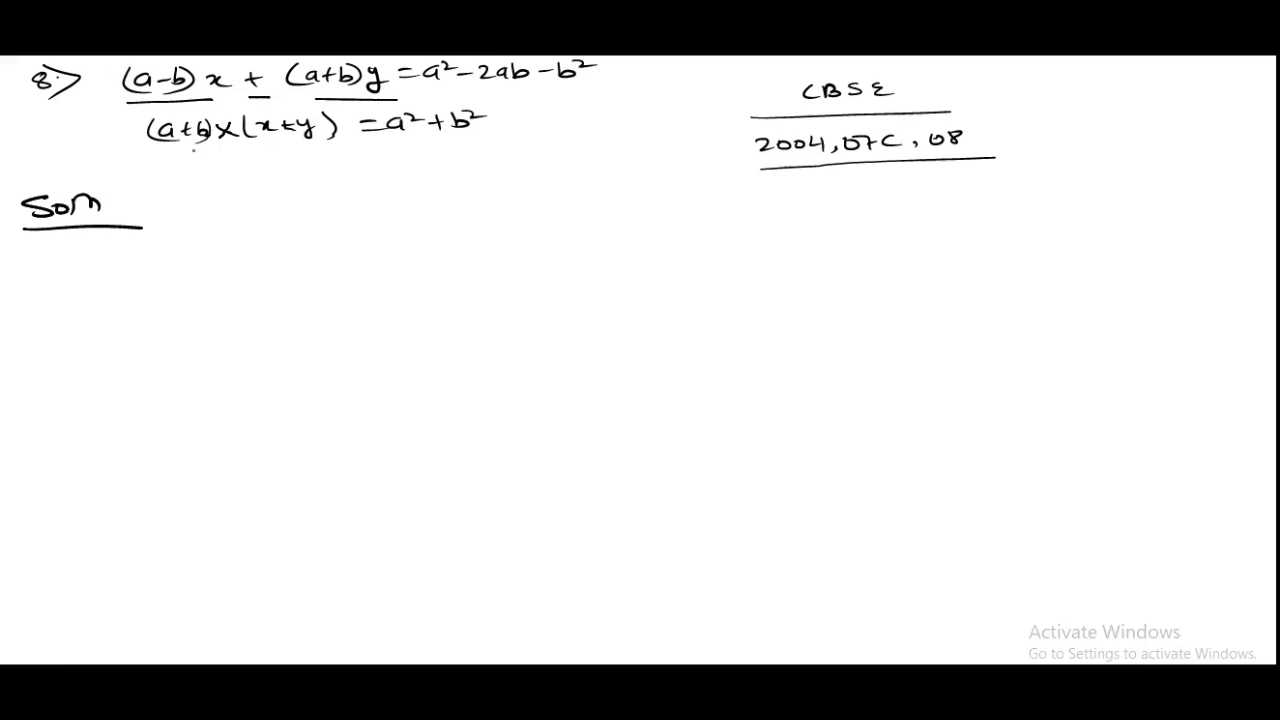 8·> (a-b)x + (a+b)y = a²-2ab-b²
(a+b)×(x+y) = a²+b²
CBSE
2004, 07C, 08
Soln
Activate Windows
Go to Settings to activate Windows.